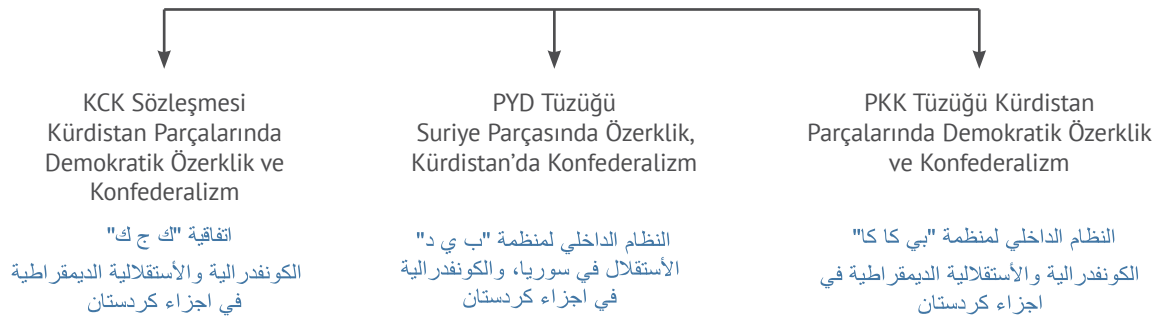 KCK Sözleşmesi
Kürdistan Parçalarında
Demokratik Özerklik ve
Konfederalizm
اتفاقية "ك ج ك"
الكونفدرالية والأستقلالية الديمقراطية
في اجزاء كردستان
PYD Tüzüğü
Suriye Parçasında Özerklik,
Kürdistan’da Konfederalizm
النظام الداخلي لمنظمة "ب ي د"
الأستقلال في سوريا، والكونفدرالية
في اجزاء كردستان
PKK Tüzüğü Kürdistan
Parçalarında Demokratik Özerklik
ve Konfederalizm
النظام الداخلي لمنظمة "بي كا كا"
الكونفدرالية والأستقلالية الديمقراطية في
اجزاء كردستان